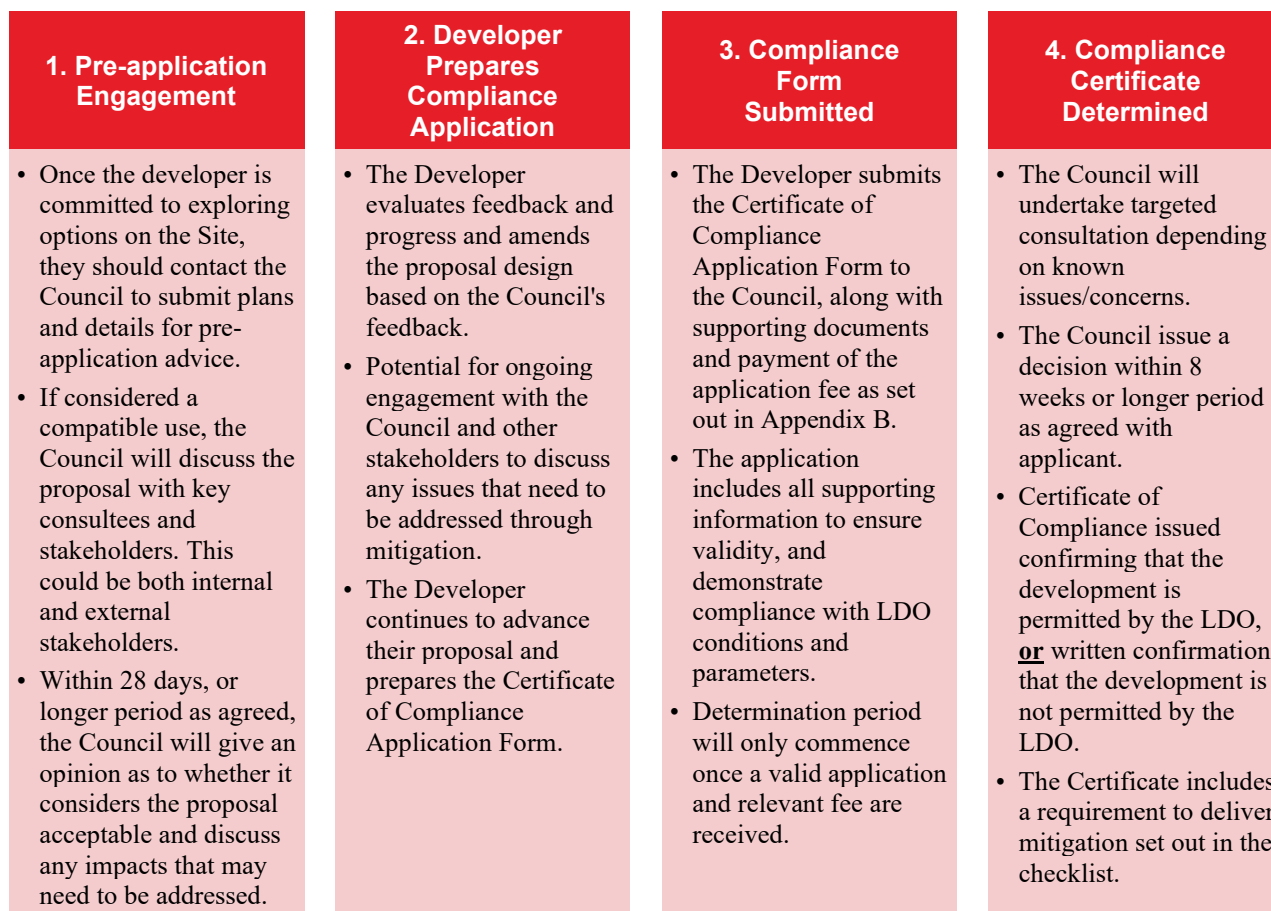 1. Pre-application
Engagement
• Once the developer is
committed to exploring
options on the Site,
they should contact the
Council to submit plans
and details for pre-
application advice.
• If considered a
compatible use, the
Council will discuss the
proposal with key
consultees and
stakeholders. This
could be both internal
and external
stakeholders.
• Within 28 days, or
longer period as agreed,
the Council will give an
opinion as to whether it
considers the proposal
acceptable and discuss
any impacts that may
need to be addressed.
2. Developer
Prepares
Compliance
Application
• The Developer
evaluates feedback and
progress and amends
the proposal design
based on the Council's
feedback.
• Potential for ongoing
engagement with the
Council and other
stakeholders to discuss
any issues that need to
be addressed through
mitigation.
• The Developer
continues to advance
their proposal and
prepares the Certificate
of Compliance
Application Form.
3. Compliance
Form
Submitted
• The Developer submits
the Certificate of
Compliance
Application Form to
the Council, along with
supporting documents
and payment of the
application fee as set
out in Appendix B.
• The application
includes all supporting
information to ensure
validity, and
demonstrate
compliance with LDO
conditions and
parameters.
• Determination period
will only commence
once a valid application
and relevant fee are
received.
4. Compliance
Certificate
Determined
• The Council will
undertake targeted
consultation depending
on known
issues/concerns.
• The Council issue a
decision within 8
weeks or longer period
as agreed with
applicant.
• Certificate of
Compliance issued
confirming that the
development is
permitted by the LDO,
or written confirmation
that the development is
not permitted by the
LDO.
• The Certificate includes
a requirement to deliver
mitigation set out in the
checklist.